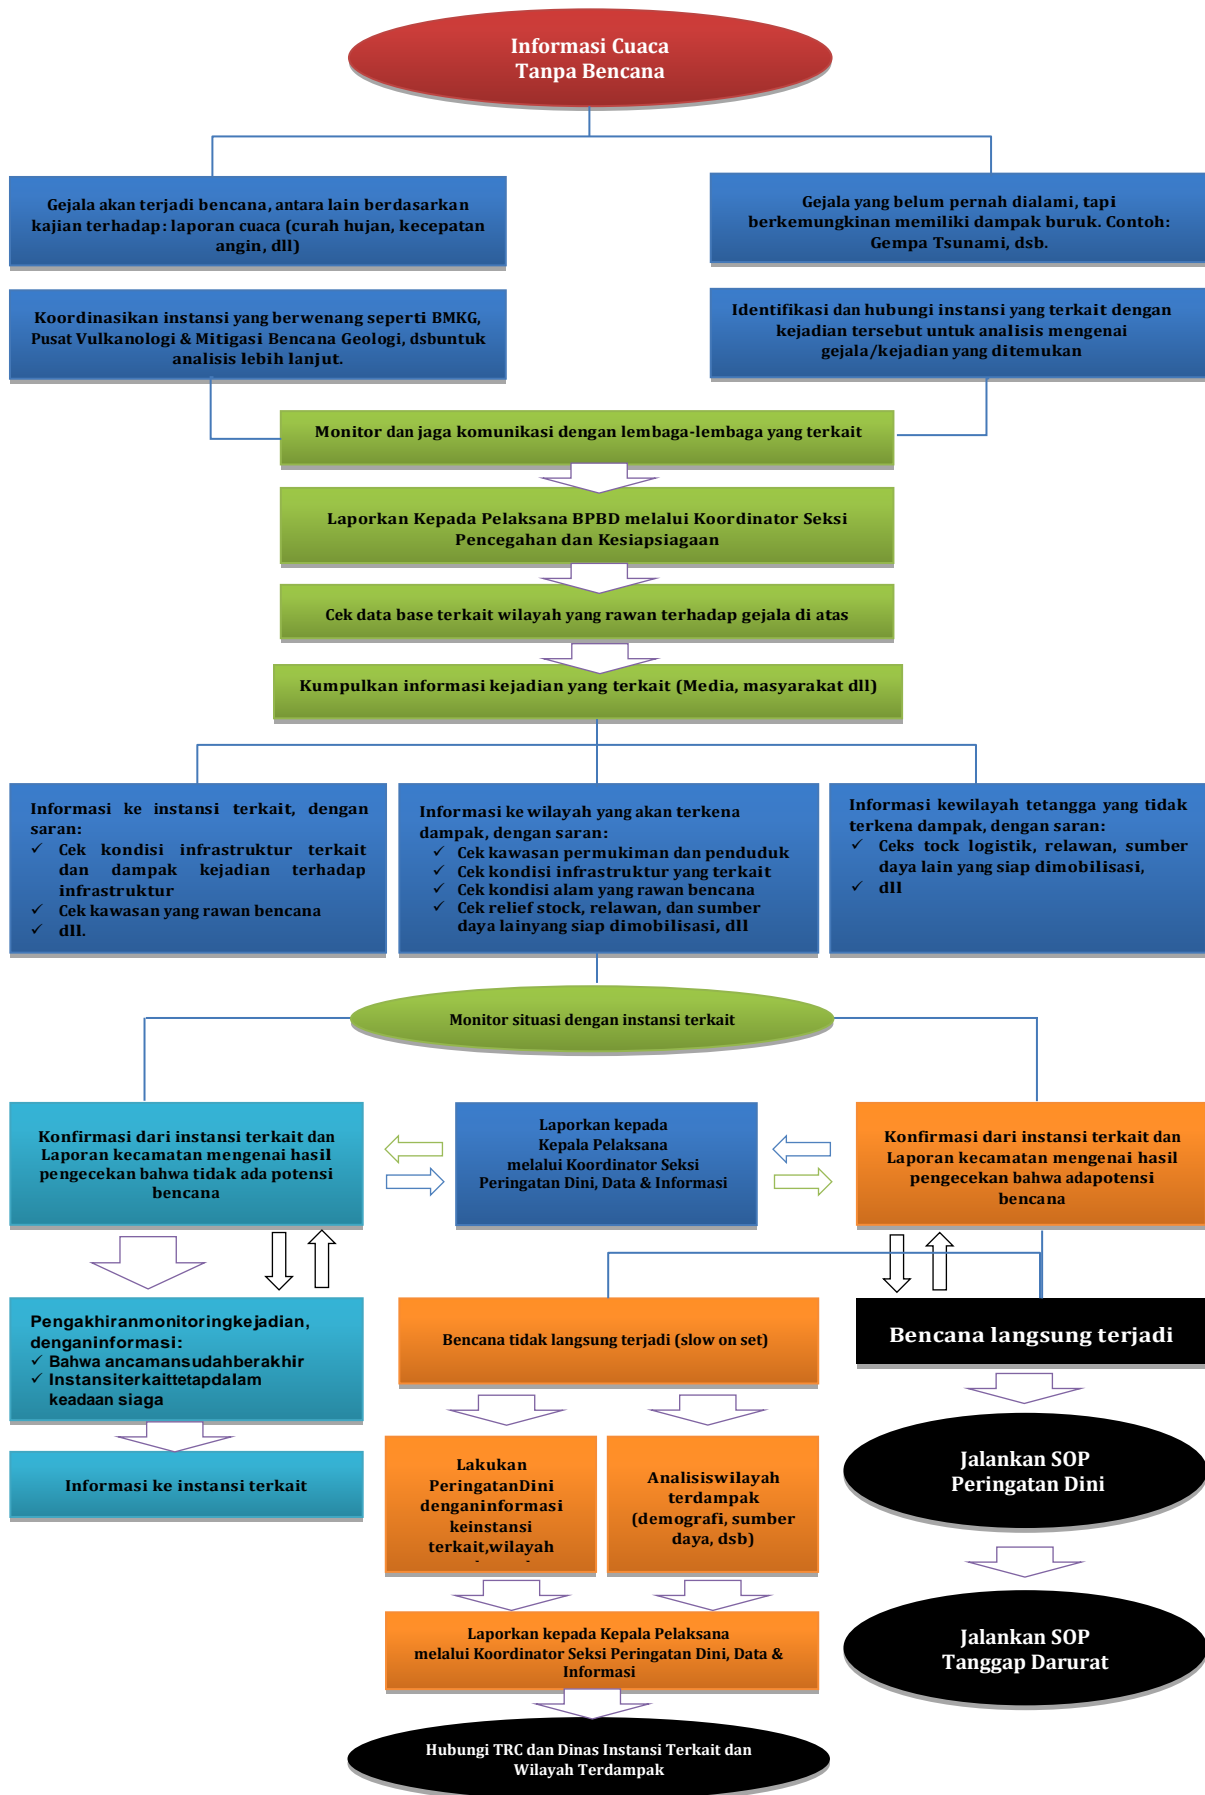 Informasi Cuaca
Tanpa Bencana
Gejala akan terjadi bencana, antara lain berdasarkan
kajian terhadap: laporan cuaca (curah hujan, kecepatan
angin, dll)
Gejala yang belum pernah dialami, tapi
berkemungkinan memiliki dampak buruk. Contoh:
Gempa Tsunami, dsb.
Koordinasikan instansi yang berwenang seperti BMKG,
Pusat Vulkanologi & Mitigasi Bencana Geologi, dsbuntuk
analisis lebih lanjut.
Identifikasi dan hubungi instansi yang terkait dengan
kejadian tersebut untuk analisis mengenai
gejala/kejadian yang ditemukan
Monitor dan jaga komunikasi dengan lembaga-lembaga yang terkait
Laporkan Kepada Pelaksana BPBD melalui Koordinator Seksi
Pencegahan dan Kesiapsiagaan
Cek data base terkait wilayah yang rawan terhadap gejala di atas
Kumpulkan informasi kejadian yang terkait (Media, masyarakat dll)
Informasi ke instansi terkait, dengan
saran:
✓ Cek kondisi infrastruktur terkait
dan dampak kejadian terhadap
infrastruktur
✓ Cek kawasan yang rawan bencana
✓ dll.
Informasi ke wilayah yang akan terkena
dampak, dengan saran:
✓ Cek kawasan permukiman dan penduduk
✓ Cek kondisi infrastruktur yang terkait
✓ Cek kondisi alam yang rawan bencana
✓ Cek relief stock, relawan, dan sumber
daya lainyang siap dimobilisasi, dll
Informasi kewilayah tetangga yang tidak
terkena dampak, dengan saran:
✓ Ceks tock logistik, relawan, sumber
daya lain yang siap dimobilisasi,
✓ dll
Monitor situasi dengan instansi terkait
Konfirmasi dari instansi terkait dan
Laporan kecamatan mengenai hasil
pengecekan bahwa tidak ada potensi
bencana
Laporkan kepada
Kepala Pelaksana
melalui Koordinator Seksi
Peringatan Dini, Data & Informasi
Konfirmasi dari instansi terkait dan
Laporan kecamatan mengenai hasil
pengecekan bahwa adapotensi
bencana
Pengakhiranmonitoringkejadian,
denganinformasi:
✓ Bahwa ancamansudahberakhir
✓ Instansiterkaittetapdalam
keadaan siaga
Bencana tidak langsung terjadi (slow on set)
Bencana langsung terjadi
Informasi ke instansi terkait
Lakukan
PeringatanDini
denganinformasi
keinstansi
terkait,wilayah
Analisiswilayah
terdampak
(demografi, sumber
daya, dsb)
Jalankan SOP
Peringatan Dini
Laporkan kepada Kepala Pelaksana
melalui Koordinator Seksi Peringatan Dini, Data &
Informasi
Jalankan SOP
Tanggap Darurat
Hubungi TRC dan Dinas Instansi Terkait dan
Wilayah Terdampak